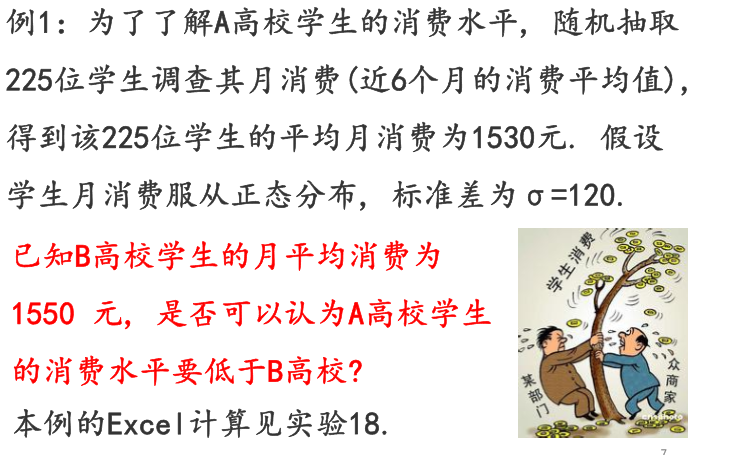 例1：为了了解A高校学生的消费水平，随机抽取
225位学生调查其月消费(近6个月的消费平均值)，
得到该225位学生的平均月消费为1530元．假设
学生月消费服从正态分布，标准差为σ=120.
已知B高校学生的月平均消费为
1550 元，是否可以认为A高校学生
的消费水平要低于B高校?
本例的Excel计算见实验18.
学生消费
某部门
众商家
7